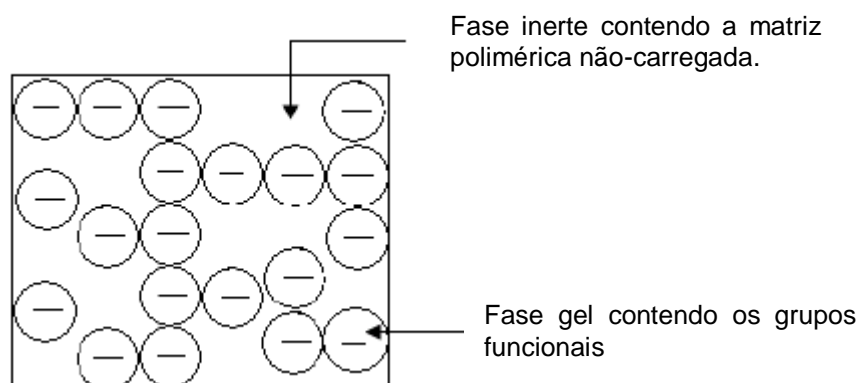 Fase inerte contendo a matriz
polimérica não-carregada.
Fase gel contendo os grupos
funcionais